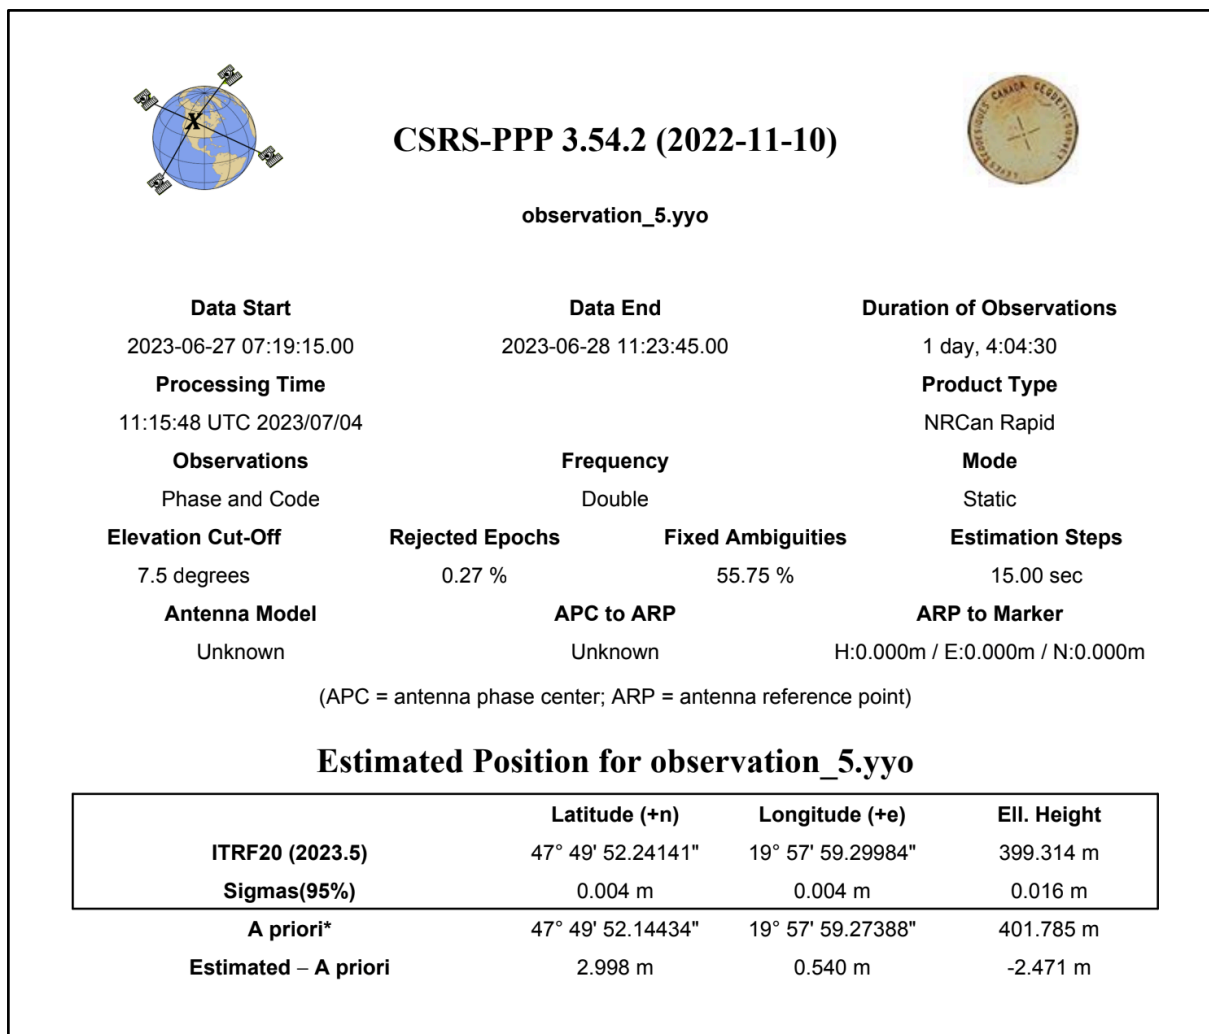 CANADA GEODETIC SURVEY
LEVES GEODESIQUES
X
CSRS-PPP 3.54.2 (2022-11-10)
observation_5.yyo
Data Start Data End Duration of Observations
2023-06-27 07:19:15.00 2023-06-28 11:23:45.00 1 day, 4:04:30
Processing Time Product Type
11:15:48 UTC 2023/07/04 NRCan Rapid
Observations Frequency Mode
Phase and Code Double Static
Elevation Cut-Off Rejected Epochs Fixed Ambiguities Estimation Steps
7.5 degrees 0.27 % 55.75 % 15.00 sec
Antenna Model APC to ARP ARP to Marker
Unknown Unknown H:0.000m / E:0.000m / N:0.000m
(APC = antenna phase center; ARP = antenna reference point)
Estimated Position for observation_5.yyo
Latitude (+n) Longitude (+e) Ell. Height
ITRF20 (2023.5) 47° 49' 52.24141" 19° 57' 59.29984" 399.314 m
Sigmas(95%) 0.004 m 0.004 m 0.016 m
A priori* 47° 49' 52.14434" 19° 57' 59.27388" 401.785 m
Estimated – A priori 2.998 m 0.540 m -2.471 m